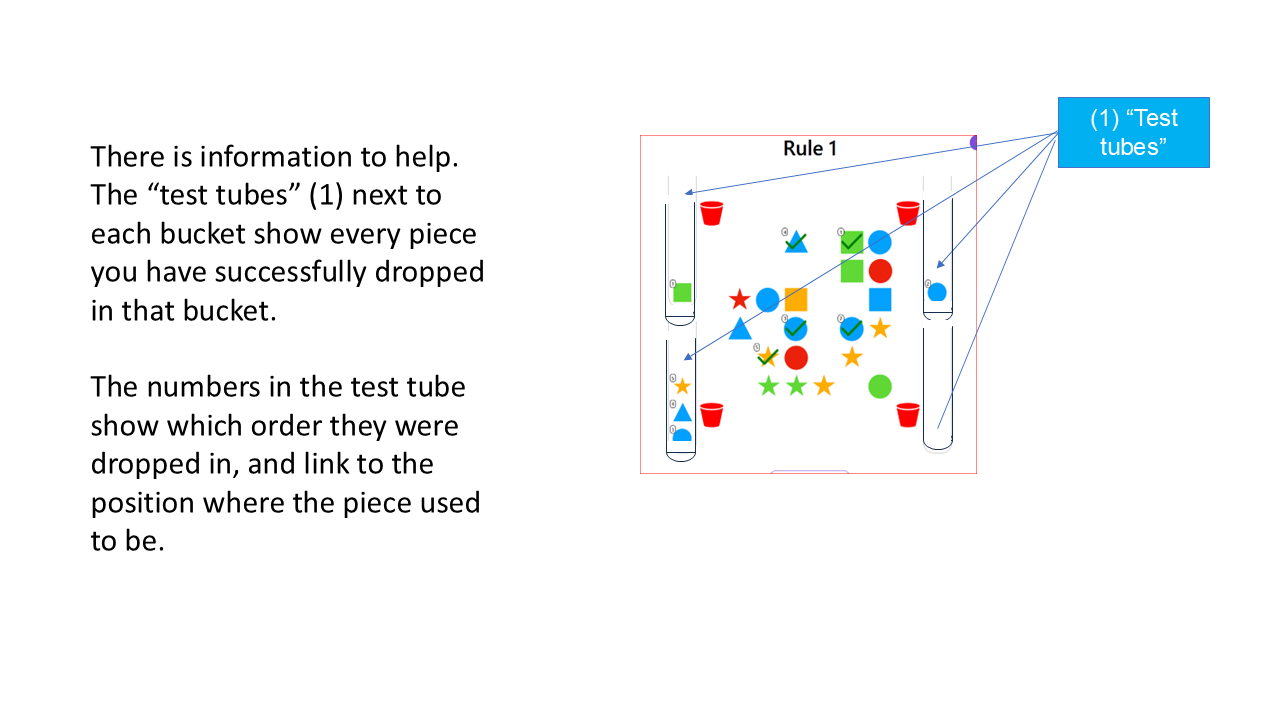 There is information to help.
The “test tubes” (1) next to
each bucket show every piece
you have successfully dropped
in that bucket.
The numbers in the test tube
show which order they were
dropped in, and link to the
position where the piece used
to be.
Rule 1
(1) “Test
tubes”